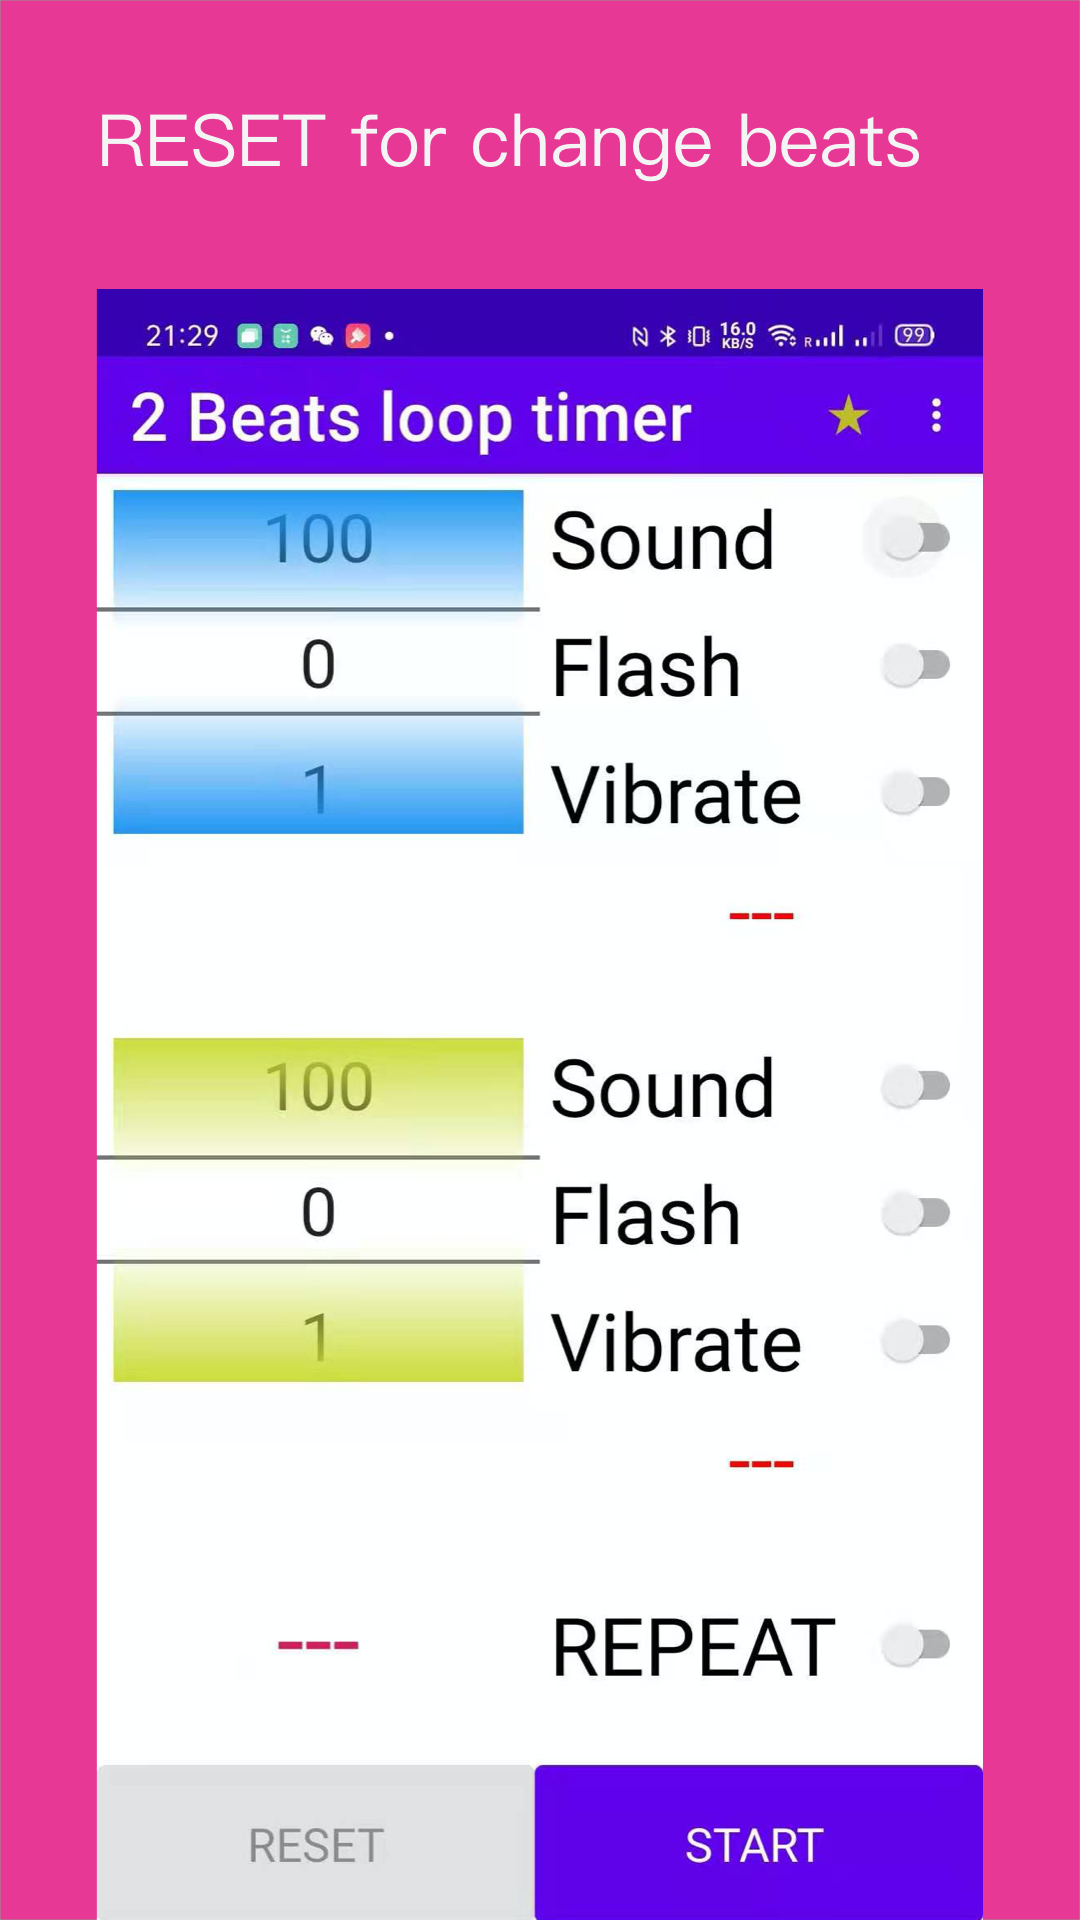 RESET for change beats
21:29
16.0
KB/S
R
99
2 Beats loop timer
100
Sound
0
Flash
1
Vibrate
---
100
Sound
0
Flash
1
Vibrate
---
---
REPEAT
RESET
START